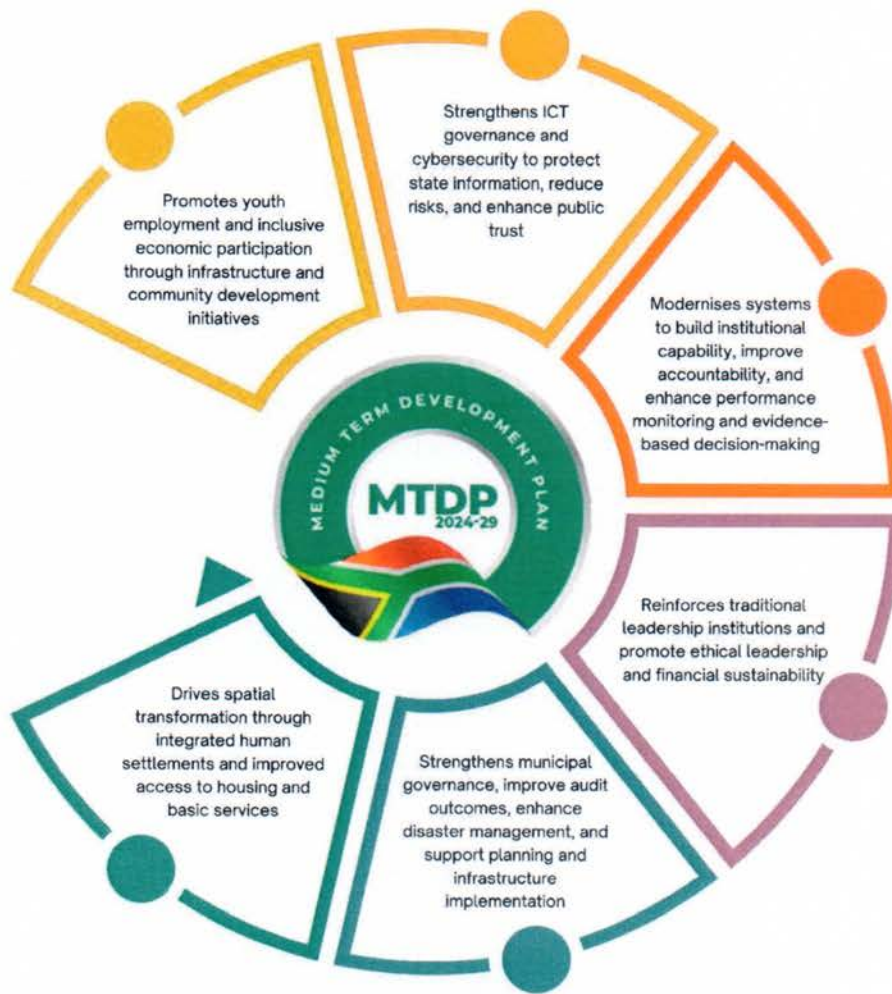 Promotes youth
employment and inclusive
economic participation
through infrastructure and
community development
initiatives
Strengthens ICT
governance and
cybersecurity to protect
state information, reduce
risks, and enhance public
trust
Modernises systems
to build institutional
capability, improve
accountability, and
enhance performance
monitoring and evidence-
based decision-making
Reinforces traditional
leadership institutions and
promote ethical leadership
and financial sustainability
Strengthens municipal
governance, improve audit
outcomes, enhance
disaster management, and
support planning and
infrastructure
implementation
Drives spatial
transformation through
integrated human
settlements and improved
access to housing and
basic services
MEDIUM TERM DEVELOPMENT PLAN
MTDP
2024-29